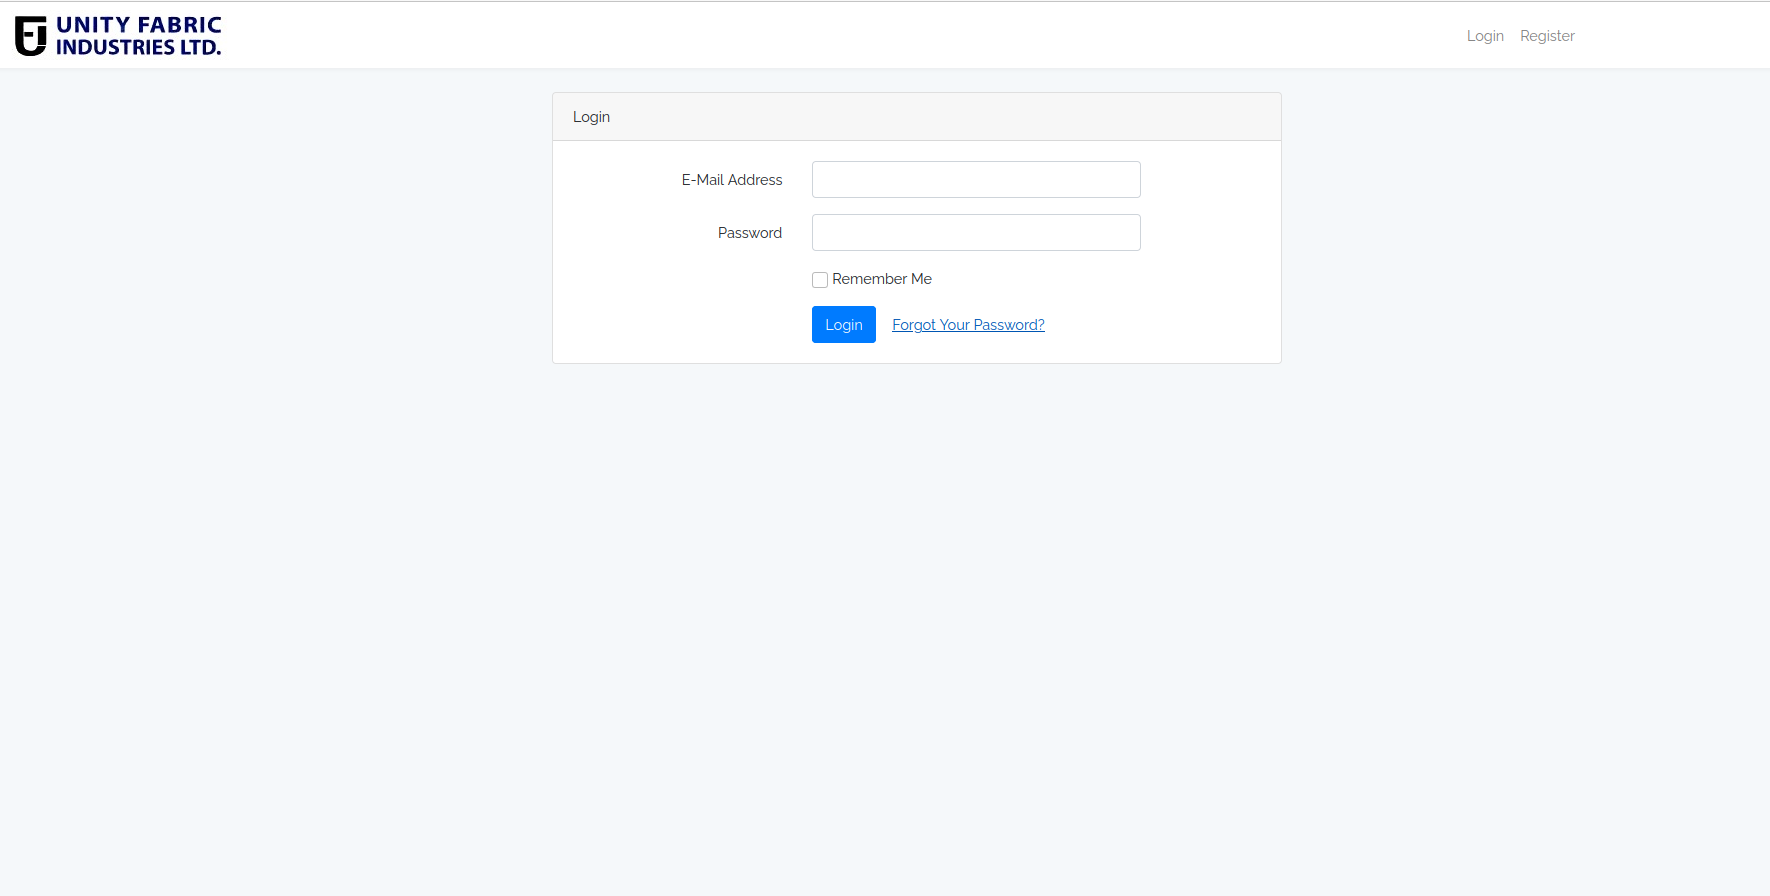 UNITY FABRIC
INDUSTRIES LTD.
Login Register
Login
E-Mail Address
Password
Remember Me
Login Forgot Your Password?